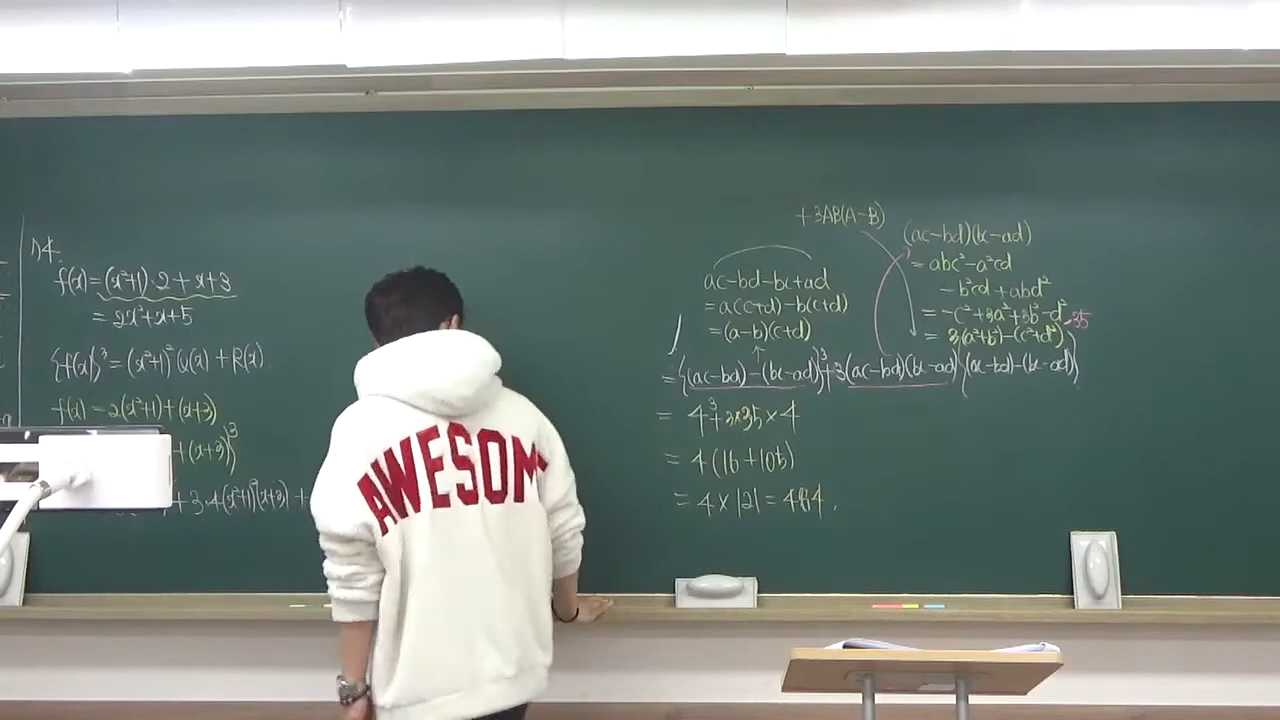 74.
f(x) = (x²+1)·2 + x+3
= 2x²+x+5
{f(x)}³ = (x²+1)² Q(x) + R(x).
f(x) = 2(x²+1) + (x+3)
+ (x+3)}³
+ 3·4(x²+1)²(x+3) +
AWESOM
+3AB(A-B)
ac-bd-bc+ad
= a(c+d)-b(c+d)
= (a-b)(c+d)
(ac-bd)(bc-ad)
= abc²-a²cd
-b²cd+abd²
= -c²+3a²+3b²-d²
= 3(a²+b²)-(c²+d²) 35
= {(ac-bd)-(bc-ad)}³+3(ac-bd)(bc-ad){(ac-bd)-(bc-ad)}
= 4³+3×35×4
= 4(16+105)
= 4×121 = 484.